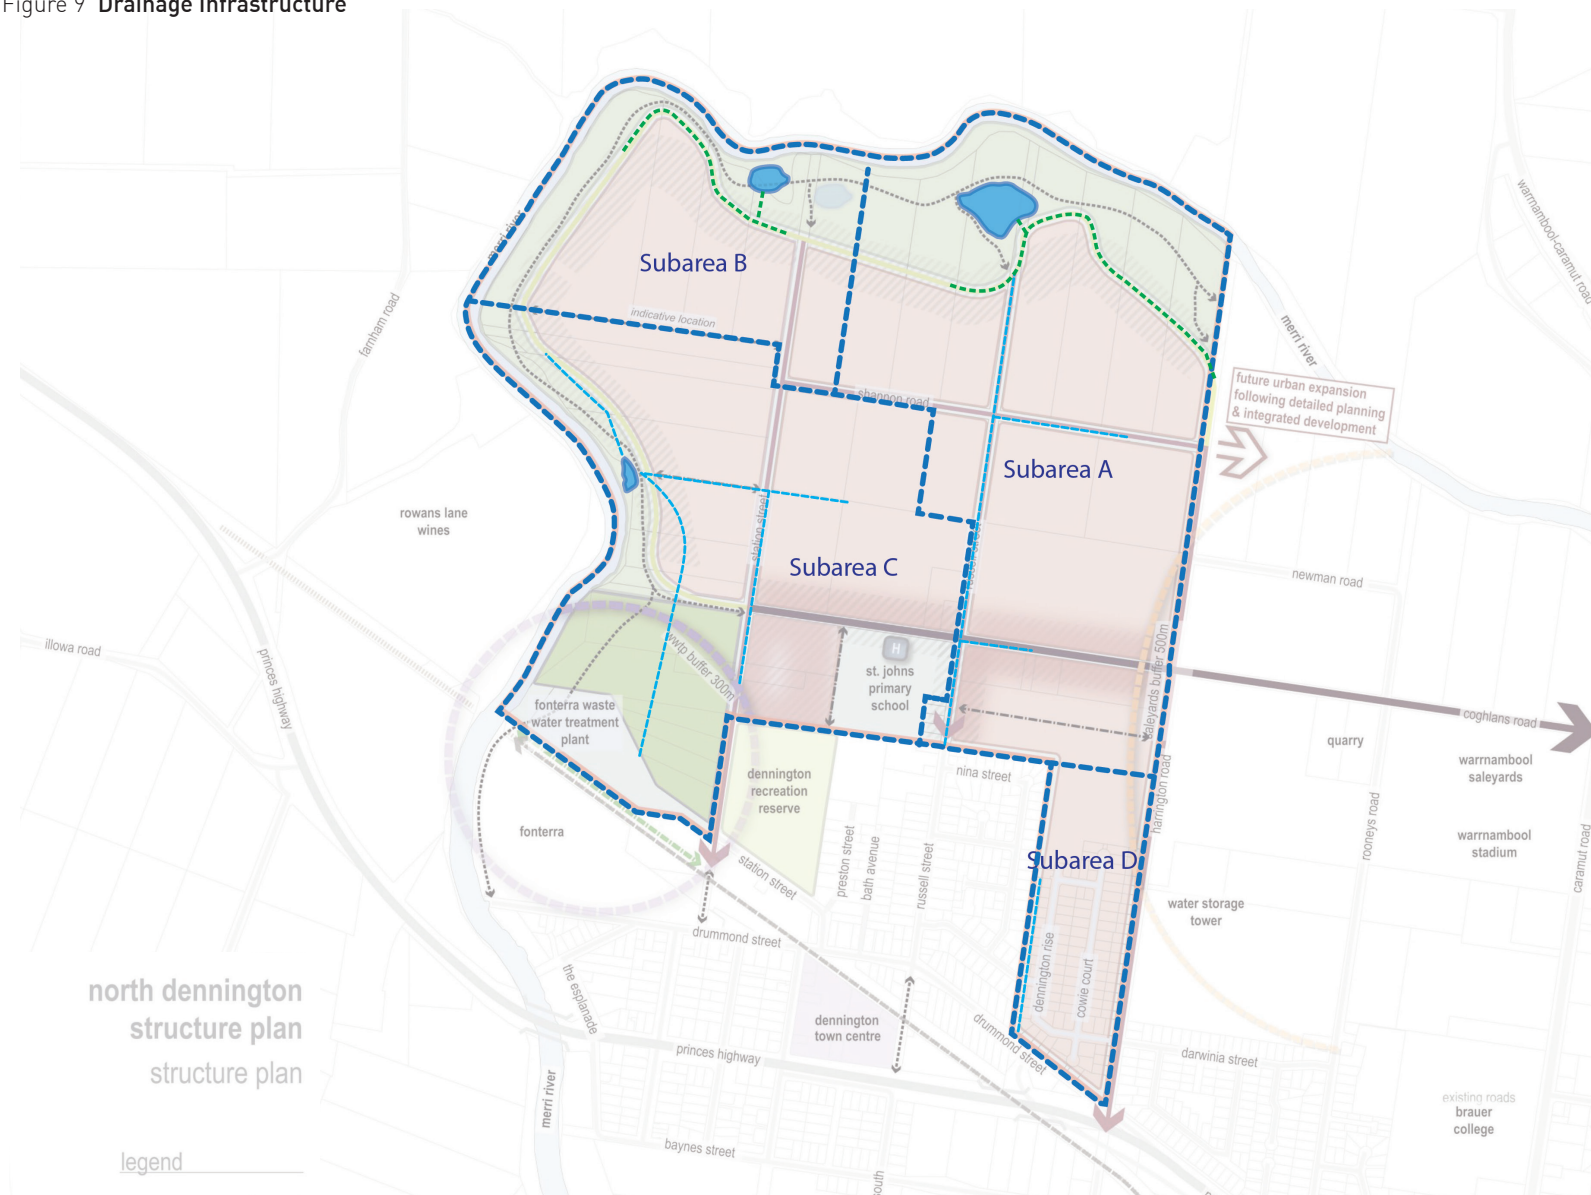 Figure 9 Drainage Infrastructure
warrnambool-caramut road
merri river
Subarea B
indicative location
farnham road
merri river
shannon road
future urban expansion
following detailed planning
& integrated development
Subarea A
rowans lane
wines
station street
Subarea C
newman road
illowa road
princes highway
wwtp buffer 300m
H
st. johns
primary
school
saleyards buffer 500m
coghlans road
fonterra waste
water treatment
plant
quarry
warrnambool
saleyards
dennington
recreation
reserve
nina street
harrington road
fonterra
station street
preston street
bath avenue
russell street
Subarea D
rooneys road
warrnambool
stadium
caramut road
water storage
tower
drummond street
dennington rise
cowie court
north dennington
structure plan
structure plan
the esplanade
dennington
town centre
drummond street
princes highway
darwinia street
merri river
existing roads
brauer
college
baynes street
legend
south